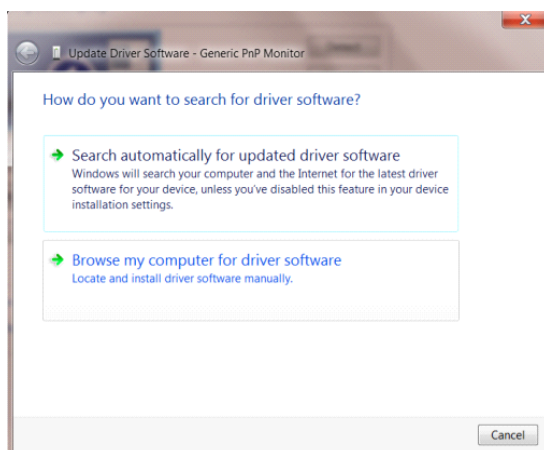 Update Driver Software - Generic PnP Monitor
How do you want to search for driver software?
Search automatically for updated driver software
Windows will search your computer and the Internet for the latest driver
software for your device, unless you've disabled this feature in your device
installation settings.
Browse my computer for driver software
Locate and install driver software manually.
Cancel